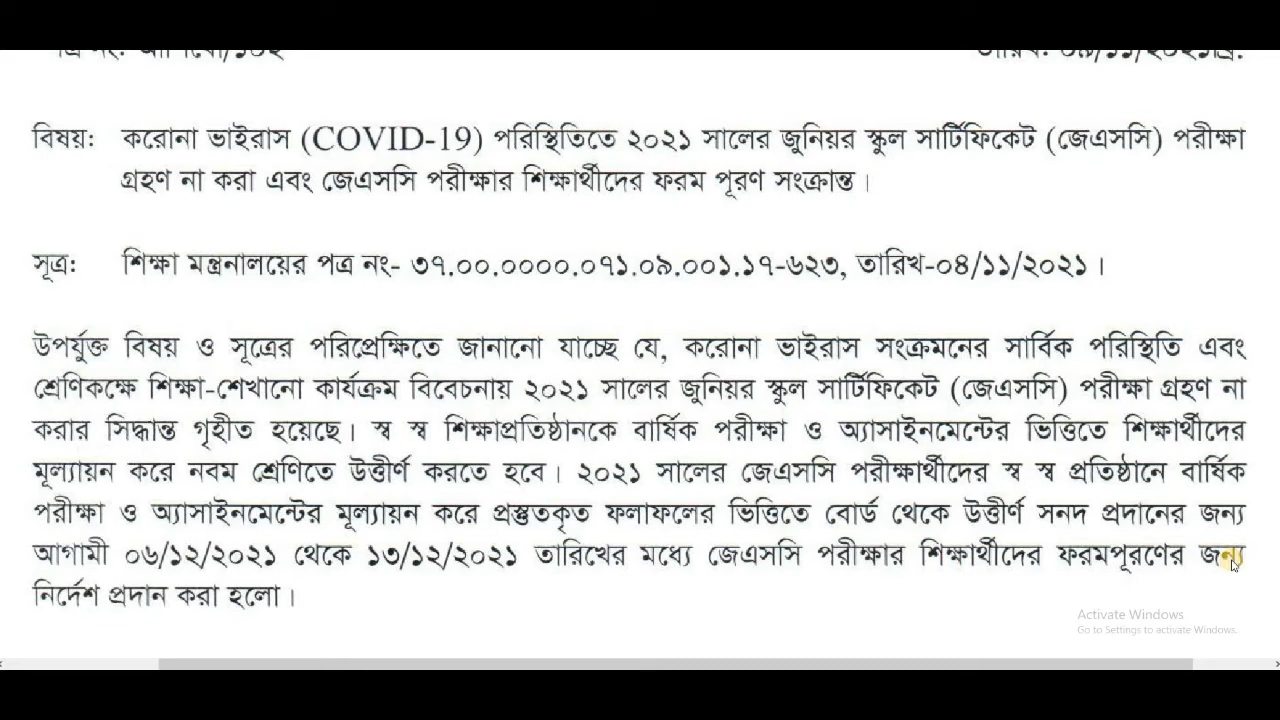 বিষয়: করোনা ভাইরাস (COVID-19) পরিস্থিতিতে ২০২১ সালের জুনিয়র স্কুল সার্টিফিকেট (জেএসসি) পরীক্ষা
গ্রহণ না করা এবং জেএসসি পরীক্ষার শিক্ষার্থীদের ফরম পূরণ সংক্রান্ত।
সূত্র: শিক্ষা মন্ত্রনালয়ের পত্র নং- ৩৭.০০.০০০০.০৭১.০৯.০০১.১৭-৬২৩, তারিখ-০৪/১১/২০২১।
উপর্যুক্ত বিষয় ও সূত্রের পরিপ্রেক্ষিতে জানানো যাচ্ছে যে, করোনা ভাইরাস সংক্রমনের সার্বিক পরিস্থিতি এবং
শ্রেণিকক্ষে শিক্ষা-শেখানো কার্যক্রম বিবেচনায় ২০২১ সালের জুনিয়র স্কুল সার্টিফিকেট (জেএসসি) পরীক্ষা গ্রহণ না
করার সিদ্ধান্ত গৃহীত হয়েছে। স্ব স্ব শিক্ষাপ্রতিষ্ঠানকে বার্ষিক পরীক্ষা ও অ্যাসাইনমেন্টের ভিত্তিতে শিক্ষার্থীদের
মূল্যায়ন করে নবম শ্রেণিতে উত্তীর্ণ করতে হবে। ২০২১ সালের জেএসসি পরীক্ষার্থীদের স্ব স্ব প্রতিষ্ঠানে বার্ষিক
পরীক্ষা ও অ্যাসাইনমেন্টের মূল্যায়ন করে প্রস্তুতকৃত ফলাফলের ভিত্তিতে বোর্ড থেকে উত্তীর্ণ সনদ প্রদানের জন্য
আগামী ০৬/১২/২০২১ থেকে ১৩/১২/২০২১ তারিখের মধ্যে জেএসসি পরীক্ষার শিক্ষার্থীদের ফরমপূরণের জন্য
নির্দেশ প্রদান করা হলো।
Activate Windows
Go to Settings to activate Windows.